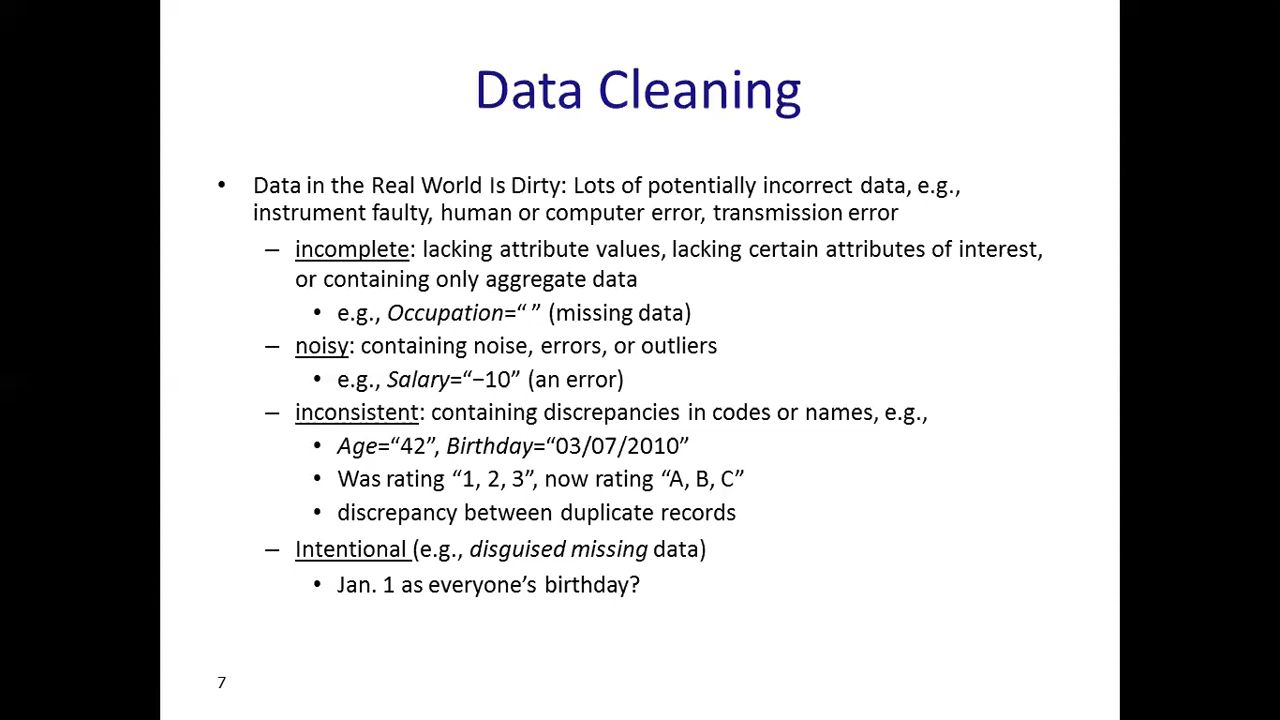 Data Cleaning
• Data in the Real World Is Dirty: Lots of potentially incorrect data, e.g.,
instrument faulty, human or computer error, transmission error
– incomplete: lacking attribute values, lacking certain attributes of interest,
or containing only aggregate data
• e.g., Occupation=“ ” (missing data)
– noisy: containing noise, errors, or outliers
• e.g., Salary=“−10” (an error)
– inconsistent: containing discrepancies in codes or names, e.g.,
• Age=“42”, Birthday=“03/07/2010”
• Was rating “1, 2, 3”, now rating “A, B, C”
• discrepancy between duplicate records
– Intentional (e.g., disguised missing data)
• Jan. 1 as everyone’s birthday?
7